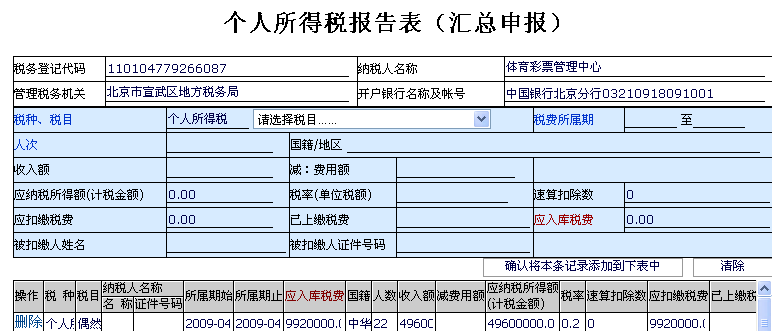 个人所得税报告表（汇总申报）
税务登记代码 110104779266087 纳税人名称 体育彩票管理中心
管理税务机关 北京市宣武区地方税务局 开户银行名称及帐号 中国银行北京分行03210918091001
税种、税目 个人所得税 请选择税目...... 税费所属期 至
人次 国籍/地区
收入额 减：费用额
应纳税所得额(计税金额) 0.00 税率(单位税额) 速算扣除数 0
应扣缴税费 0.00 已上缴税费 应入库税费 0.00
被扣缴人姓名 被扣缴人证件号码
确认将本条记录添加到下表中 清除
操作 税 种 税目 纳税人名称 所属期始 所属期止 应入库税费 国籍 人数 收入额 减费用额 应纳税所得额 税率 速算扣除数 应扣缴税费 已上缴税
名 称 证件号码 (计税金额)
删除 个人所 偶然 2009-04 2009-04 9920000.0 中华 22 49600 49600000.0 0.2 0 9920000.0